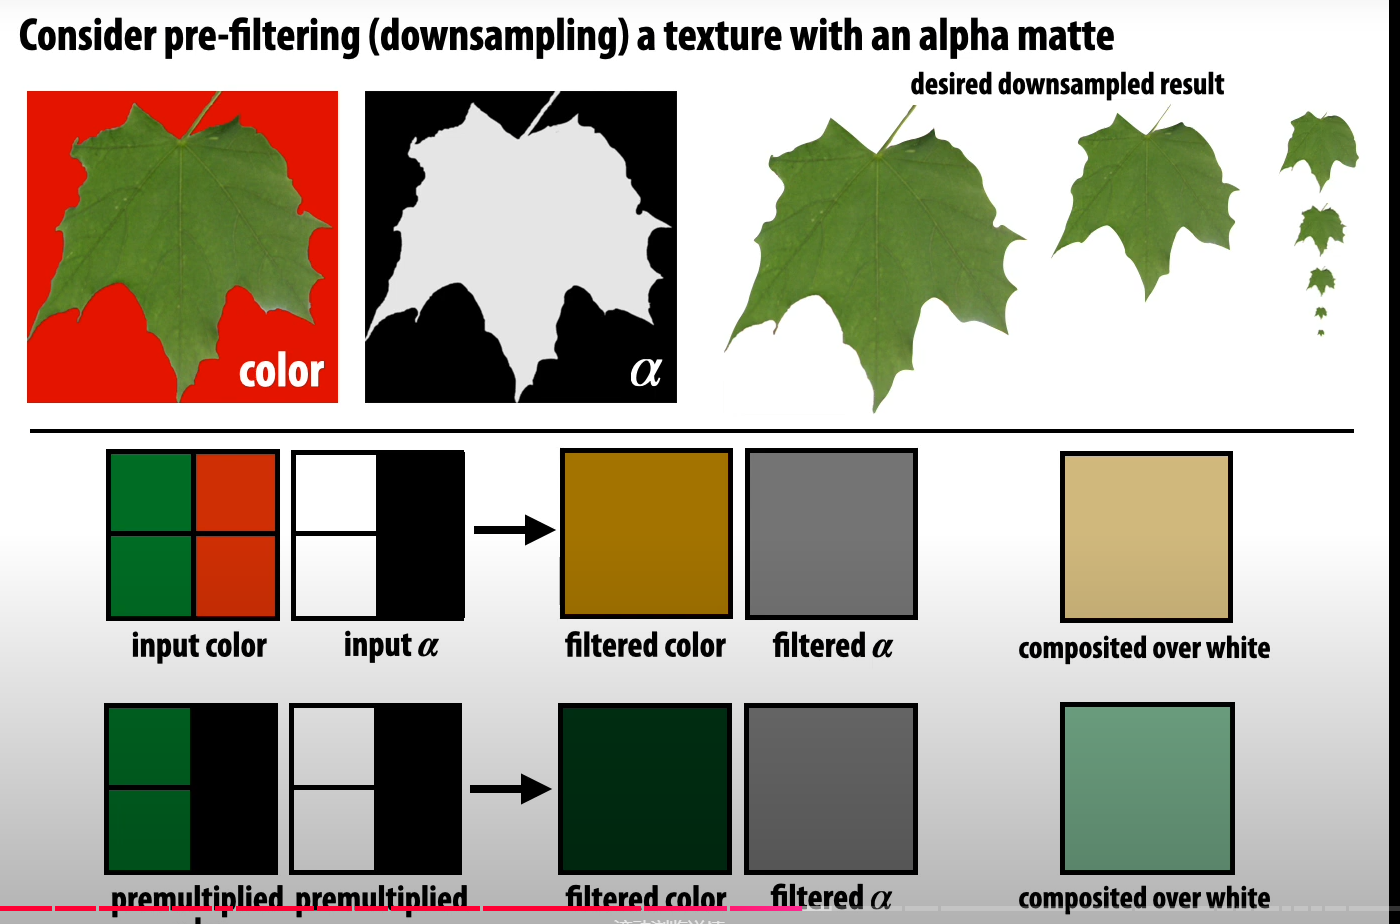 Consider pre-filtering (downsampling) a texture with an alpha matte
desired downsampled result
color
α
input color
input α
filtered color
filtered α
composited over white
premultiplied
premultiplied
filtered color
filtered α
composited over white